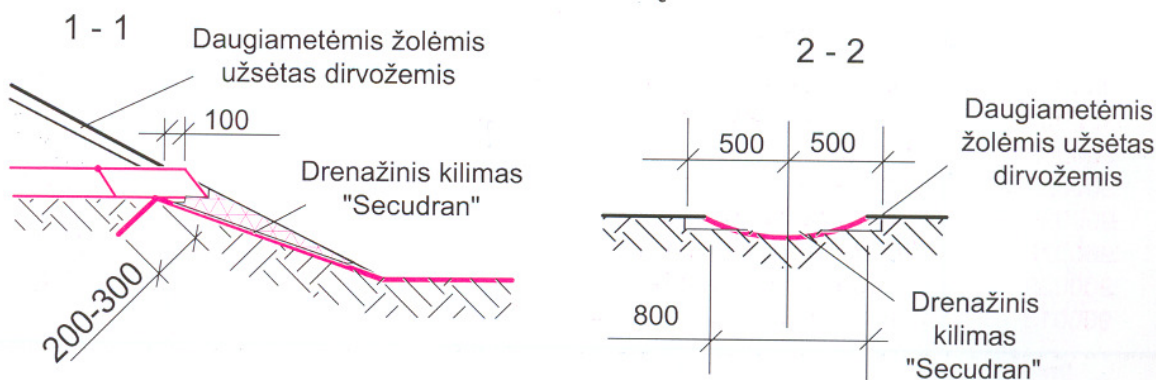 1 - 1
Daugiametėmis žolėmis
užsėtas dirvožemis
100
Drenažinis kilimas
"Secudran"
200-300
2 - 2
500
500
Daugiametėmis
žolėmis užsėtas
dirvožemis
800
Drenažinis
kilimas
"Secudran"